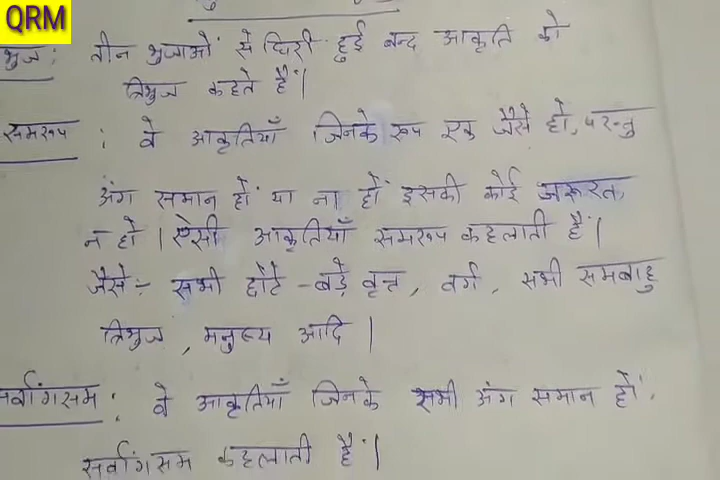 QRM
भुज : तीन भुजाओं से घिरी हुई बन्द आकृति को
त्रिभुज कहते हैं।
समरूप : वे आकृतियाँ जिनके रूप एक जैसे हो, परन्तु
अंग समान हों या ना हों इसकी कोई जरूरत
न हो। ऐसी आकृतियाँ समरूप कहलाती हैं।
जैसे:- सभी छोटे-बड़े वृत्त, वर्ग, सभी समबाहु
त्रिभुज, मनुष्य आदि।
सर्वांगसम : वे आकृतियाँ जिनके सभी अंग समान हों,
सर्वांगसम कहलाती हैं।